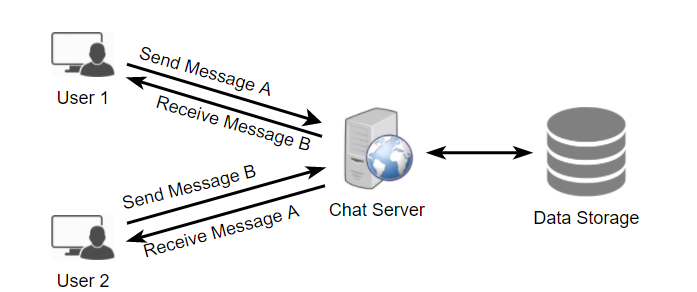 Send Message A
User 1
Receive Message B
Send Message B
Chat Server
Receive Message A
Data Storage
User 2